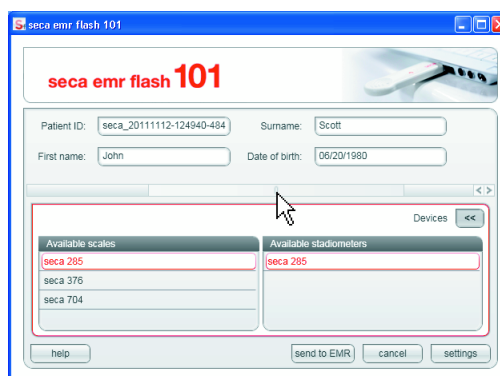 seca emr flash 101
seca emr flash 101
Patient ID: seca_20111112-124940-484 Surname: Scott
First name: John Date of birth: 06/20/1980
< >
Devices <<
Available scales Available stadiometers
seca 285 seca 285
seca 376
seca 704
help send to EMR cancel settings